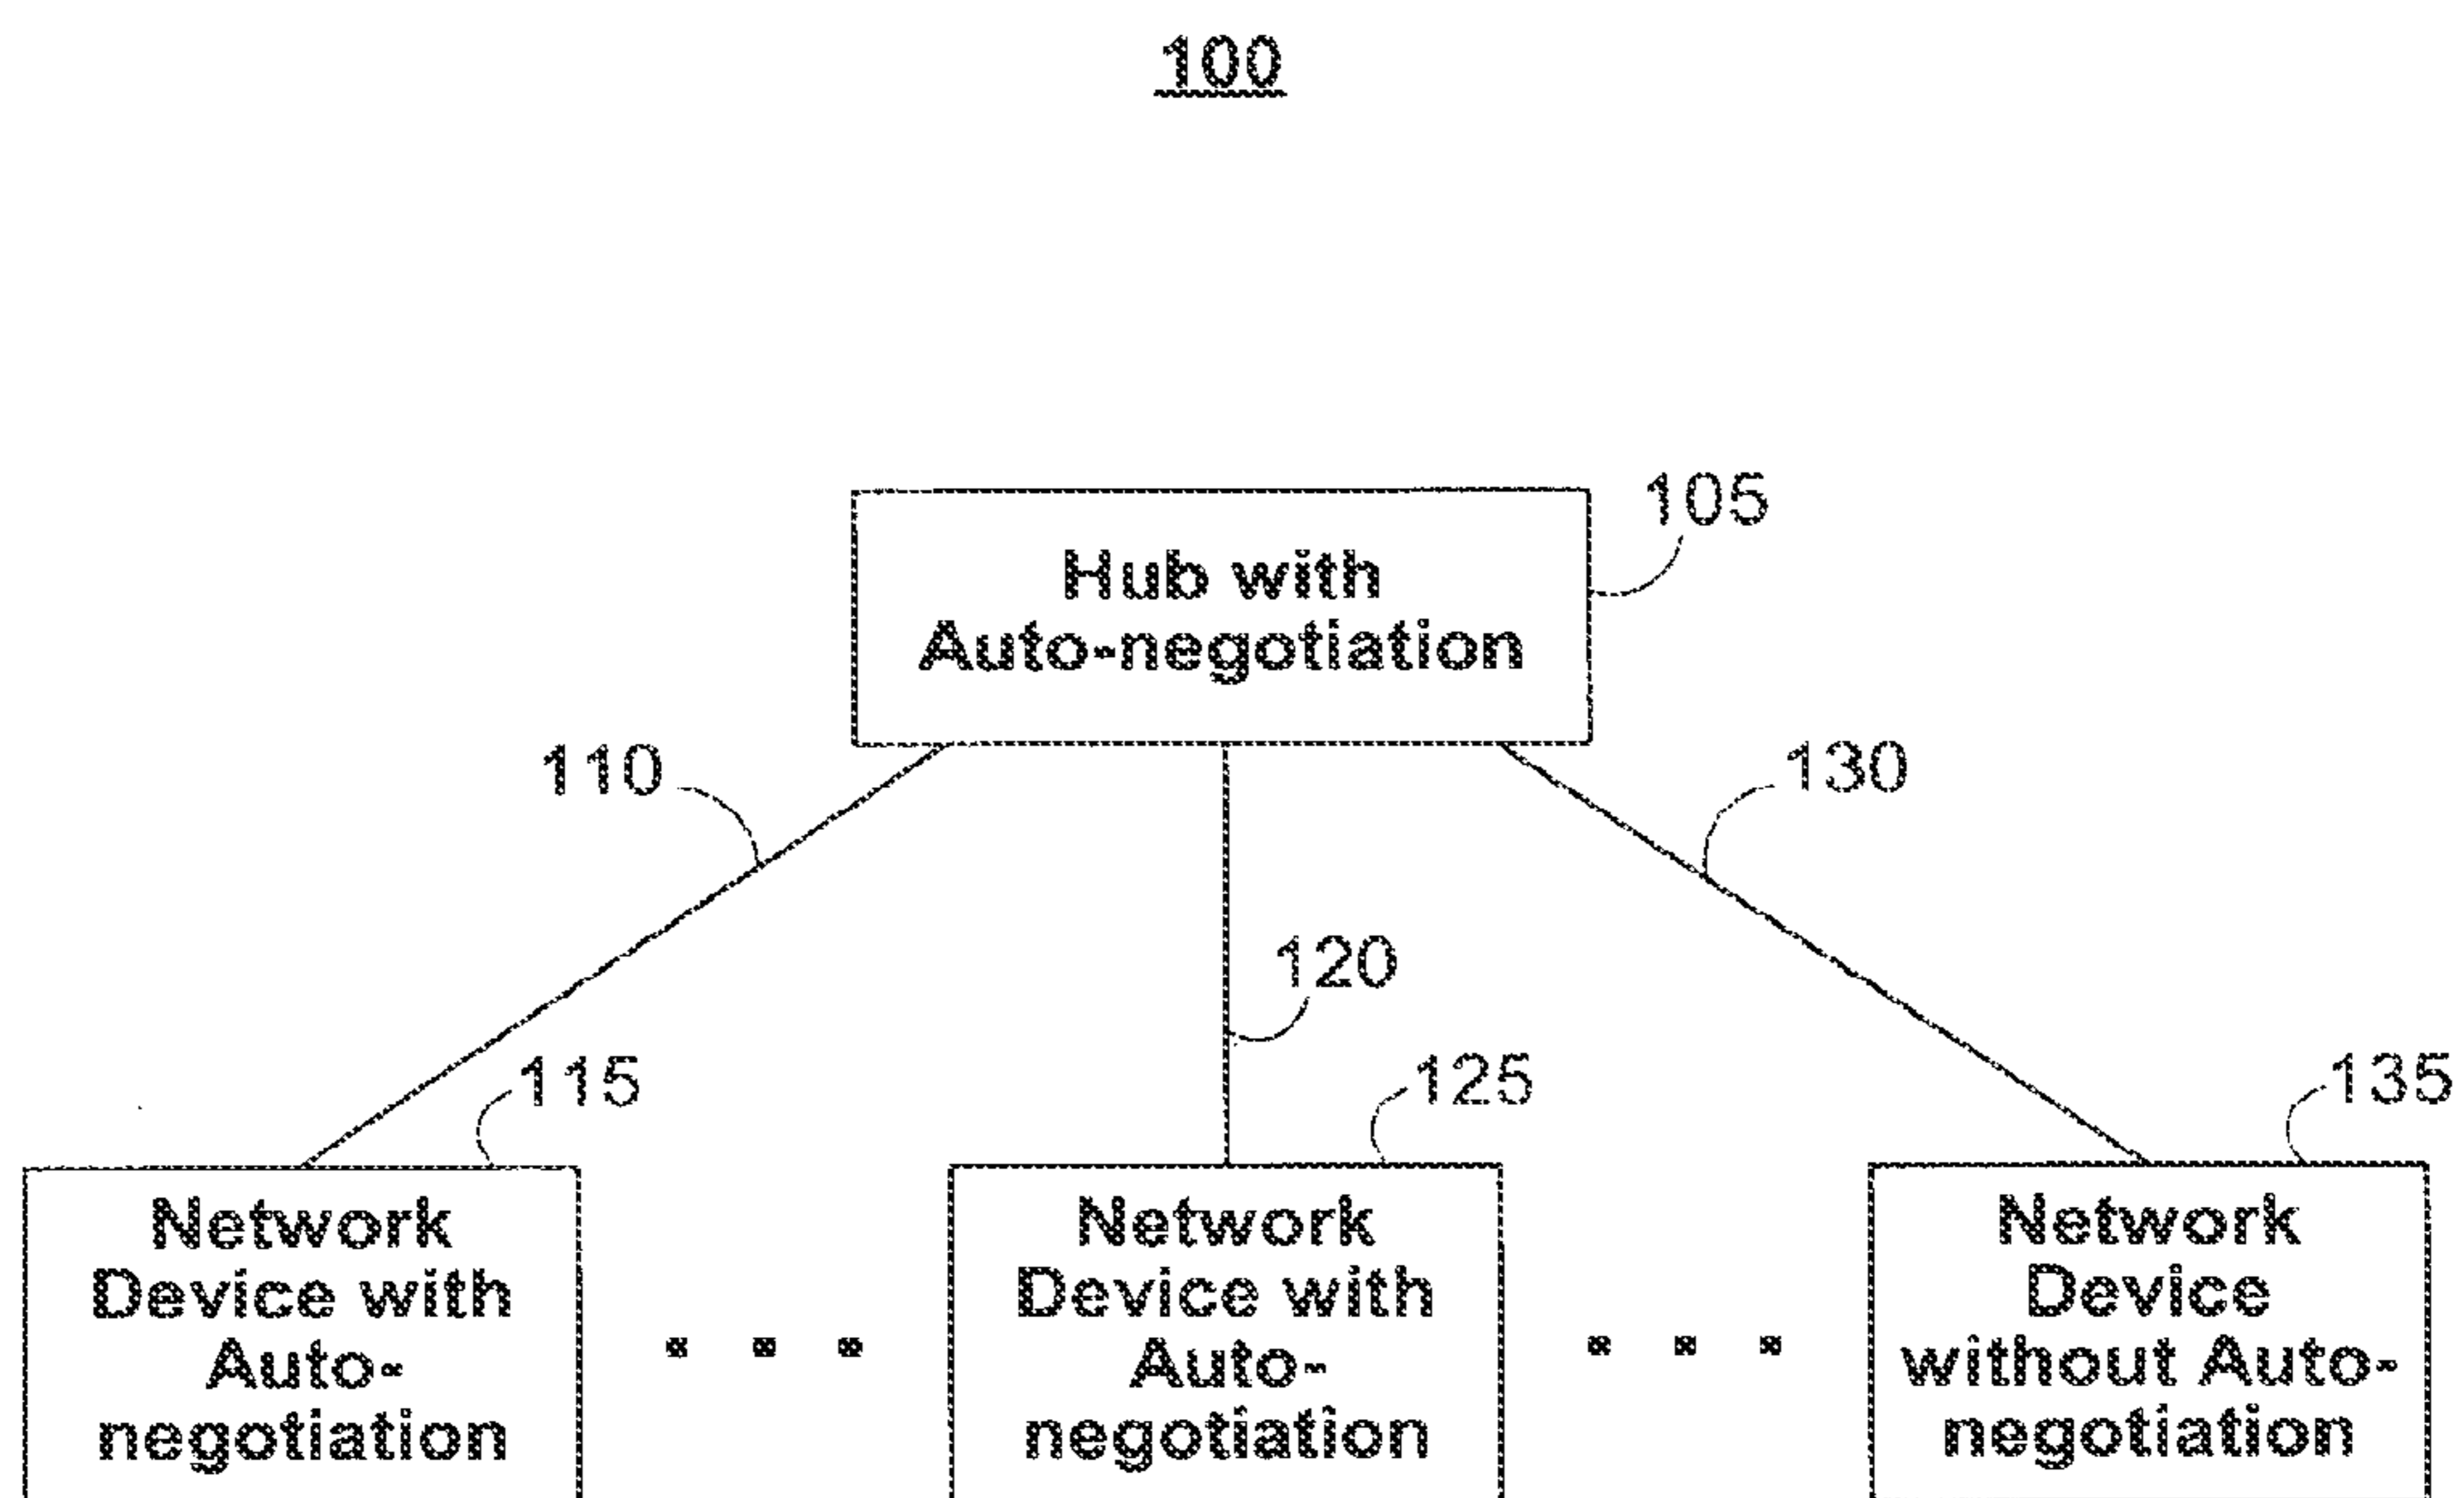 100
105
Hub with
Auto-negotiation
110
130
120
115
125
135
Network
Device with
Auto-
negotiation
Network
Device with
Auto-
negotiation
Network
Device
without Auto-
negotiation